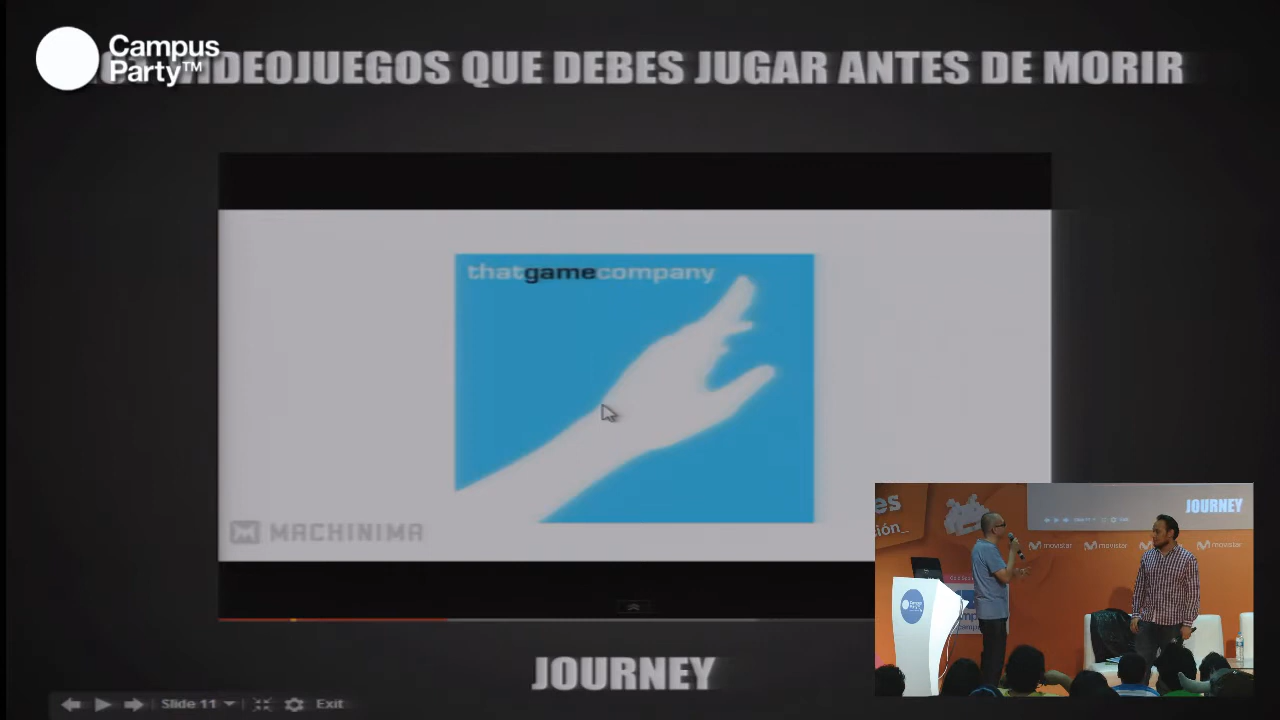 Campus
Party™
VIDEOJUEGOS QUE DEBES JUGAR ANTES DE MORIR
thatgamecompany
MACHINIMA
JOURNEY
Slide 11
Exit
JOURNEY
movistar
movistar
movistar